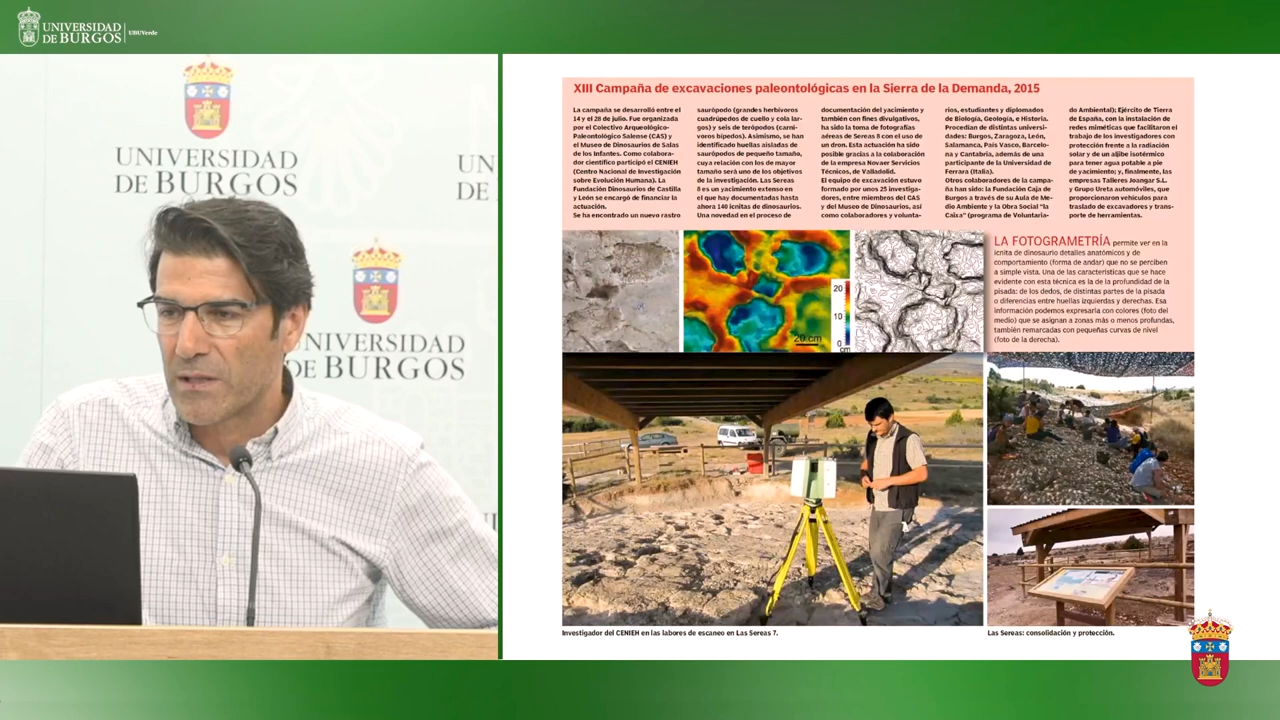 UNIVERSIDAD
DE BURGOS
UBUVerde
UNIVERSIDAD
DE BURGOS
UN
DE
UNIVERSIDAD
DE BURGOS
XIII Campaña de excavaciones paleontológicas en la Sierra de la Demanda, 2015
La campaña se desarrolló entre el
14 y el 28 de julio. Fue organizada
por el Colectivo Arqueológico-
Paleontológico Salense (CAS) y
el Museo de Dinosaurios de Salas
de los Infantes. Como colabora-
dor científico participó el CENIEH
(Centro Nacional de Investigación
sobre Evolución Humana). La
Fundación Dinosaurios de Castilla
y León se encargó de financiar la
actuación.
Se ha encontrado un nuevo rastro
saurópodo (grandes herbívoros
cuadrúpedos de cuello y cola lar-
gos) y seis de terópodos (carní-
voros bípedos). Asimismo, se han
identificado huellas aisladas de
saurópodos de pequeño tamaño,
cuya relación con los de mayor
tamaño será uno de los objetivos
de la investigación. Las Sereas
8 es un yacimiento extenso en
el que hay documentadas hasta
ahora 140 icnitas de dinosaurios.
Una novedad en el proceso de
documentación del yacimiento y
también con fines divulgativos,
ha sido la toma de fotografías
aéreas de Sereas 8 con el uso de
un dron. Esta actuación ha sido
posible gracias a la colaboración
de la empresa Novaer Servicios
Técnicos, de Valladolid.
El equipo de excavación estuvo
formado por unos 25 investiga-
dores, entre miembros del CAS
y del Museo de Dinosaurios, así
como colaboradores y volunta-
rios, estudiantes y diplomados
de Biología, Geología, e Historia.
Procedían de distintas universi-
dades: Burgos, Zaragoza, León,
Salamanca, País Vasco, Barcelo-
na y Cantabria, además de una
participante de la Universidad de
Ferrara (Italia).
Otros colaboradores de la campa-
ña han sido: la Fundación Caja de
Burgos a través de su Aula de Me-
dio Ambiente y la Obra Social "la
Caixa" (programa de Voluntaria-
do Ambiental); Ejército de Tierra
de España, con la instalación de
redes miméticas que facilitaron el
trabajo de los investigadores con
protección frente a la radiación
solar y de un aljibe isotérmico
para tener agua potable a pie
de yacimiento; y, finalmente, las
empresas Talleres Joangar S.L.
y Grupo Ureta automóviles, que
proporcionaron vehículos para
traslado de excavadores y trans-
porte de herramientas.
20
10
0
cm
20 cm
LA FOTOGRAMETRÍA permite ver en la
icnita de dinosaurio detalles anatómicos y de
comportamiento (forma de andar) que no se perciben
a simple vista. Una de las características que se hace
evidente con esta técnica es la de la profundidad de la
pisada: de los dedos, de distintas partes de la pisada
o diferencias entre huellas izquierdas y derechas. Esa
información podemos expresarla con colores (foto del
medio) que se asignan a zonas más o menos profundas,
también remarcadas con pequeñas curvas de nivel
(foto de la derecha).
Investigador del CENIEH en las labores de escaneo en Las Sereas 7.
Las Sereas: consolidación y protección.